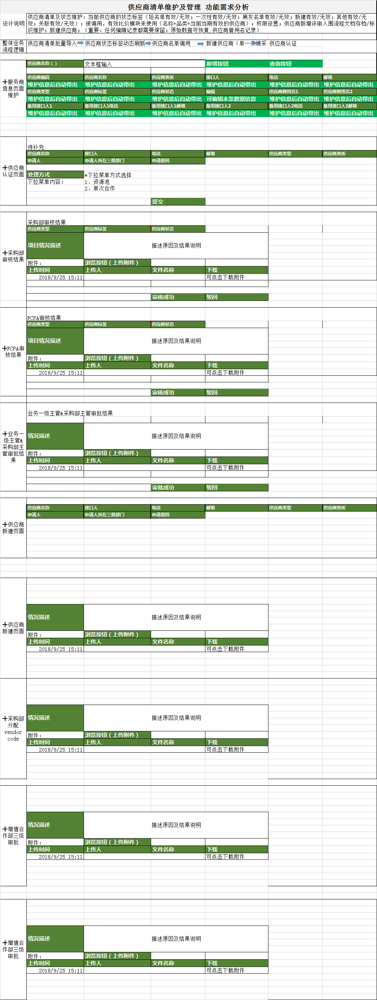 供应商清单维护及管理 功能需求分析
设计说明
供应商清单及状态维护：当前供应商的状态标签（短名单有效/无效；一次性有效/无效；黑灰名单有效/无效；新建有效/无效；其他有效/无
效；关联有效/无效）；被调用，有效比价模块来使用（名称+品类+当前当期有效的供应商）；权限设置；供应商新增评审入围流程文档存档/标
识维护；新建供应商；（重要：任何编辑记录都需要保留；原始数据可恢复;供应商曾用名记录）
整体业务
流程逻辑
供应商清单批量导入 供应商状态标签动态刷新 供应商名单调用 新建供应商（单一来源采 供应商认证
十服务商
信息页面
维护
供应商名称（ ） 文本框输入 新增按钮 查询按钮
供应商编码 供应商名称 供应商资质 接口人 电话 邮箱
维护信息后自动带出 维护信息后自动带出 维护信息后自动带出 维护信息后自动带出 维护信息后自动带出 维护信息后自动带出
供应商类型 供应商标签 供应商状态 编辑 供应商曾用名1 供应商曾用名2
维护信息后自动带出 维护信息后自动带出 维护信息后自动带出 可编辑本条数据信息 维护信息后自动带出 维护信息后自动带出
备用接口人1 备用接口人1电话 备用接口人1邮箱 备用接口人2 备用接口人2电话 备用接口人2邮箱
维护信息后自动带出 维护信息后自动带出 维护信息后自动带出 维护信息后自动带出 维护信息后自动带出 维护信息后自动带出
十供应商
认证页面
待补充
供应商名称 接口人 电话 邮箱 供应商类型 供应商资质
申请人 申请人所在三级部门 申请原因
处理方式 *下拉菜单方式选择
下拉菜单内容： 1、资源池
2、单次合作
提交
十采购部
审核结果
采购部审核结果
供应商类型 供应商标签 供应商状态
项目情况描述 描述原因及结果说明
附件： 浏览按钮（上传附件）
上传时间 上传人 文件名称 下载
2018/9/25 15:11 可点击下载附件
审核成功 驳回
十FCPA审
核结果
FCPA审核结果
供应商类型 供应商标签 供应商状态
项目情况描述 描述原因及结果说明
附件： 浏览按钮（上传附件）
上传时间 上传人 文件名称 下载
2018/9/25 15:11 可点击下载附件
审核成功 驳回
十业务一
级主管&
采购部主
管审批结
果
业务一级主管&采购部主管审批结果
情况描述 描述原因及结果说明
附件： 浏览按钮（上传附件）
上传时间 上传人 文件名称 下载
2018/9/25 15:11 可点击下载附件
审批成功 驳回
十供应商
新建页面
供应商名称 接口人 电话 邮箱 供应商类型 供应商资质
申请人 申请人所在三级部门 申请原因
十供应商
新建页面
情况描述 描述原因及结果说明
附件： 浏览按钮（上传附件）
上传时间 上传人 文件名称 下载
2018/9/25 15:11 可点击下载附件
十采购部
分配
vendor
code
情况描述 描述原因及结果说明
附件： 浏览按钮（上传附件）
上传时间 上传人 文件名称 下载
2018/9/25 15:11 可点击下载附件
十增值合
作部三级
审批
情况描述 描述原因及结果说明
附件： 浏览按钮（上传附件）
上传时间 上传人 文件名称 下载
2018/9/25 15:11 可点击下载附件
十增值合
作部三级
审批
情况描述 描述原因及结果说明
附件： 浏览按钮（上传附件）
上传时间 上传人 文件名称 下载
2018/9/25 15:11 可点击下载附件